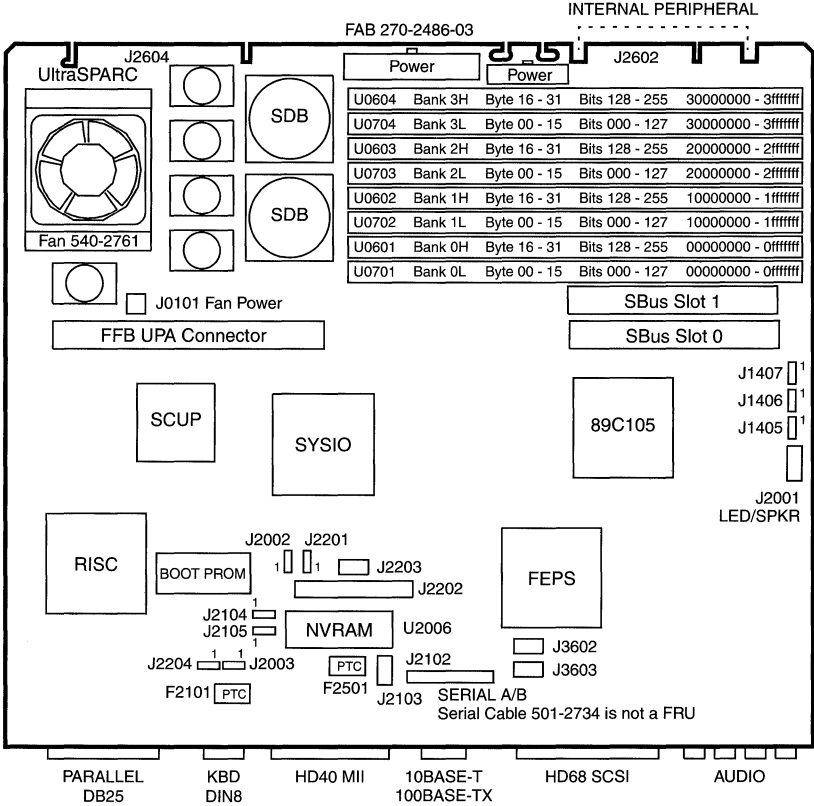 INTERNAL PERIPHERAL
FAB 270-2486-03
J2604
J2602
UltraSPARC
Power
Power
SDB
SDB
U0604 Bank 3H Byte 16 - 31 Bits 128 - 255 30000000 - 3fffffff
U0704 Bank 3L Byte 00 - 15 Bits 000 - 127 30000000 - 3fffffff
U0603 Bank 2H Byte 16 - 31 Bits 128 - 255 20000000 - 2fffffff
U0703 Bank 2L Byte 00 - 15 Bits 000 - 127 20000000 - 2fffffff
U0602 Bank 1H Byte 16 - 31 Bits 128 - 255 10000000 - 1fffffff
U0702 Bank 1L Byte 00 - 15 Bits 000 - 127 10000000 - 1fffffff
U0601 Bank 0H Byte 16 - 31 Bits 128 - 255 00000000 - 0fffffff
U0701 Bank 0L Byte 00 - 15 Bits 000 - 127 00000000 - 0fffffff
Fan 540-2761
J0101 Fan Power
SBus Slot 1
FFB UPA Connector
SBus Slot 0
J1407 1
J1406 1
J1405 1
SCUP
SYSIO
89C105
J2001
LED/SPKR
RISC
BOOT PROM
J2002 J2201
1 1
J2203
J2202
FEPS
1
J2104
J2105
1
NVRAM U2006
J3602
J3603
1 1
J2204 J2003
F2101 PTC
PTC
F2501
J2103
J2102
SERIAL A/B
Serial Cable 501-2734 is not a FRU
PARALLEL
DB25
KBD
DIN8
HD40 MII
10BASE-T
100BASE-TX
HD68 SCSI
AUDIO